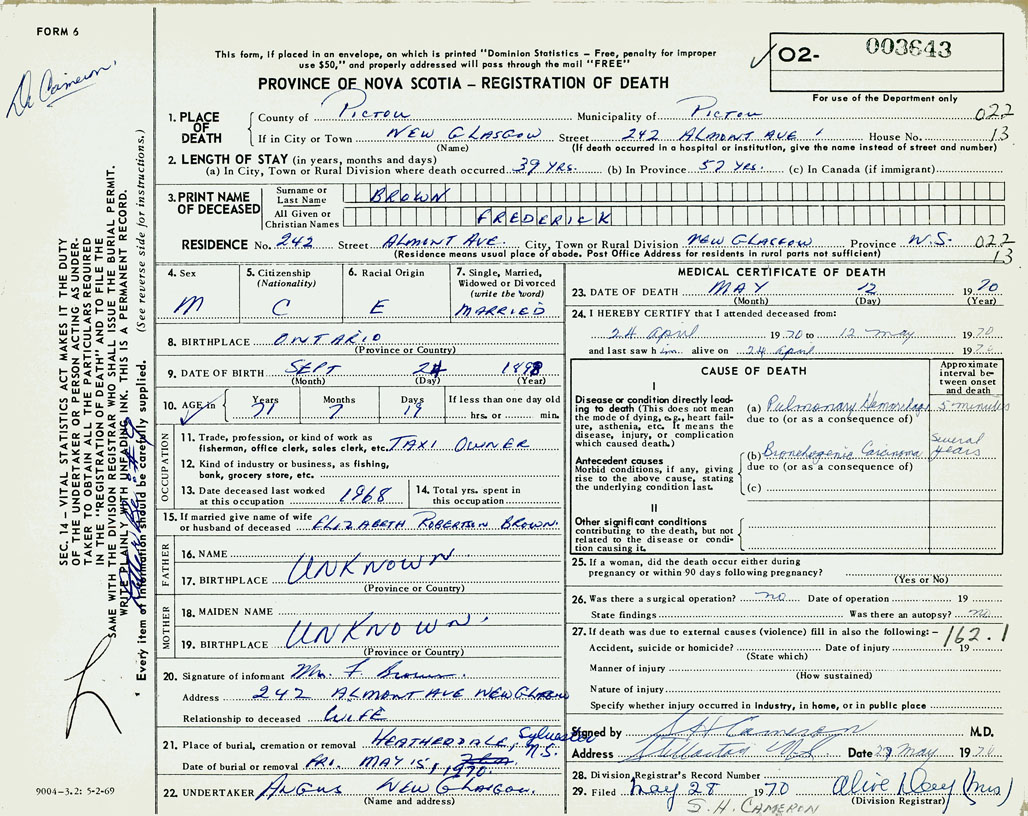 FORM 6
Dr Cameron.
This form, if placed in an envelope, on which is printed "Dominion Statistics – Free, penalty for improper
use $50," and properly addressed will pass through the mail "FREE"
O2- 003643
For use of the Department only
PROVINCE OF NOVA SCOTIA – REGISTRATION OF DEATH
1. PLACE OF DEATH
County of Pictou Municipality of Pictou 022
If in City or Town NEW GLASGOW Street 242 ALMONT AVE House No. 13
(Name) (If death occurred in a hospital or institution, give the name instead of street and number)
2. LENGTH OF STAY (in years, months and days)
(a) In City, Town or Rural Division where death occurred 39 YRS. (b) In Province 52 YRS. (c) In Canada (if immigrant)
3. PRINT NAME OF DECEASED
Surname or Last Name BROWN
All Given or Christian Names FREDERICK
RESIDENCE No. 242 Street ALMONT AVE. City, Town or Rural Division NEW GLASGOW Province N.S. 022
(Residence means usual place of abode. Post Office Address for residents in rural parts not sufficient) 13
4. Sex
M
5. Citizenship
(Nationality)
C
6. Racial Origin
E
7. Single, Married,
Widowed or Divorced
(write the word)
MARRIED
8. BIRTHPLACE ONTARIO
(Province or Country)
9. DATE OF BIRTH SEPT 24 1898
(Month) (Day) (Year)
10. AGE in Years Months Days If less than one day old
71 7 19 hrs. or min.
OCCUPATION
11. Trade, profession, or kind of work as
fisherman, office clerk, sales clerk, etc. TAXI OWNER
12. Kind of industry or business, as fishing,
bank, grocery store, etc.
13. Date deceased last worked
at this occupation 1968
14. Total yrs. spent in
this occupation
15. If married give name of wife
or husband of deceased ELIZABETH ROBERTSON BROWN.
FATHER
16. NAME UNKNOWN
17. BIRTHPLACE
(Province or Country)
MOTHER
18. MAIDEN NAME UNKNOWN.
19. BIRTHPLACE
(Province or Country)
20. Signature of informant Mrs. F Brown
Address 242 ALMONT AVE NEW GLASGOW
Relationship to deceased WIFE
21. Place of burial, cremation or removal HEATHERDALE, Sylvester N.S.
Date of burial or removal FRI. MAY 15, 1970.
22. UNDERTAKER ANGUS NEW GLASGOW.
(Name and address)
MEDICAL CERTIFICATE OF DEATH
23. DATE OF DEATH MAY 12 1970
(Month) (Day) (Year)
24. I HEREBY CERTIFY that I attended deceased from:
24 April 1970 to 12 May 1970
and last saw him alive on 24 April 1970
CAUSE OF DEATH
Approximate interval between onset and death
I
Disease or condition directly leading to death (This does not mean the mode of dying, e.g., heart failure, asthenia, etc. It means the disease, injury, or complication which caused death.)
(a) Pulmonary Hemorrhage 5 minutes
due to (or as a consequence of)
Antecedent causes
Morbid conditions, if any, giving rise to the above cause, stating the underlying condition last.
(b) Bronchogenic Carcinoma Several Years
due to (or as a consequence of)
(c)
II
Other significant conditions
contributing to the death, but not related to the disease or condition causing it.
25. If a woman, did the death occur either during
pregnancy or within 90 days following pregnancy?
(Yes or No)
26. Was there a surgical operation? no Date of operation 19
State findings Was there an autopsy? no
27. If death was due to external causes (violence) fill in also the following: – 162.1
Accident, suicide or homicide? Date of injury 19
(State which)
Manner of injury
(How sustained)
Nature of injury
Specify whether injury occurred in industry, in home, or in public place
Signed by S H Cameron M.D.
Address Stellarton N.S. Date 27 May 1970
28. Division Registrar's Record Number
29. Filed May 28 1970 Olive Dey (Mrs)
(Division Registrar)
S.H. CAMERON
SEC. 14 – VITAL STATISTICS ACT MAKES IT THE DUTY
OF THE UNDERTAKER OR PERSON ACTING AS UNDER-
TAKER TO OBTAIN ALL THE PARTICULARS REQUIRED
IN THE "REGISTRATION OF DEATH" AND TO FILE THE
SAME WITH THE DIVISION REGISTRAR WHO SHALL ISSUE THE BURIAL PERMIT.
WRITE PLAINLY WITH UNFADING INK. THIS IS A PERMANENT RECORD.
Every item of information should be carefully supplied. (See reverse side for instructions.)
9004–3.2: 5-2-69